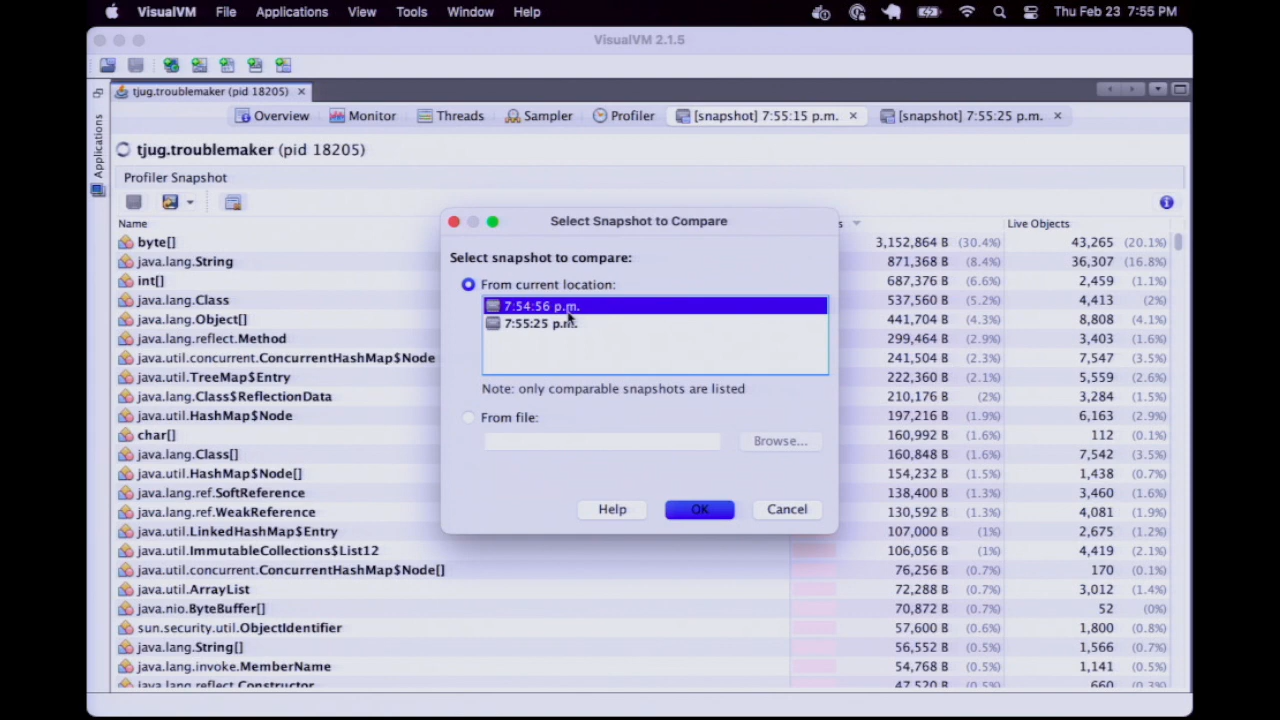 VisualVM File Applications View Tools Window Help Thu Feb 23 7:55 PM
VisualVM 2.1.5
tjug.troublemaker (pid 18205)
Applications
Overview Monitor Threads Sampler Profiler [snapshot] 7:55:15 p.m. [snapshot] 7:55:25 p.m.
tjug.troublemaker (pid 18205)
Profiler Snapshot
Name Live Objects
byte[] 3,152,864 B (30.4%) 43,265 (20.1%)
java.lang.String 871,368 B (8.4%) 36,307 (16.8%)
int[] 687,376 B (6.6%) 2,459 (1.1%)
java.lang.Class 537,560 B (5.2%) 4,413 (2%)
java.lang.Object[] 441,704 B (4.3%) 8,808 (4.1%)
java.lang.reflect.Method 299,464 B (2.9%) 3,403 (1.6%)
java.util.concurrent.ConcurrentHashMap$Node 241,504 B (2.3%) 7,547 (3.5%)
java.util.TreeMap$Entry 222,360 B (2.1%) 5,559 (2.6%)
java.lang.Class$ReflectionData 210,176 B (2%) 3,284 (1.5%)
java.util.HashMap$Node 197,216 B (1.9%) 6,163 (2.9%)
char[] 160,992 B (1.6%) 112 (0.1%)
java.lang.Class[] 160,848 B (1.6%) 7,542 (3.5%)
java.util.HashMap$Node[] 154,232 B (1.5%) 1,438 (0.7%)
java.lang.ref.SoftReference 138,400 B (1.3%) 3,460 (1.6%)
java.lang.ref.WeakReference 130,592 B (1.3%) 4,081 (1.9%)
java.util.LinkedHashMap$Entry 107,000 B (1%) 2,675 (1.2%)
java.util.ImmutableCollections$List12 106,056 B (1%) 4,419 (2.1%)
java.util.concurrent.ConcurrentHashMap$Node[] 76,256 B (0.7%) 170 (0.1%)
java.util.ArrayList 72,288 B (0.7%) 3,012 (1.4%)
java.nio.ByteBuffer[] 70,872 B (0.7%) 52 (0%)
sun.security.util.ObjectIdentifier 57,600 B (0.6%) 1,800 (0.8%)
java.lang.String[] 56,552 B (0.5%) 1,566 (0.7%)
java.lang.invoke.MemberName 54,768 B (0.5%) 1,141 (0.5%)
java.lang.reflect.Constructor 47,520 B (0.5%) 660 (0.3%)
Select Snapshot to Compare
Select snapshot to compare:
From current location:
7:54:56 p.m.
7:55:25 p.m.
Note: only comparable snapshots are listed
From file:
Browse...
Help OK Cancel